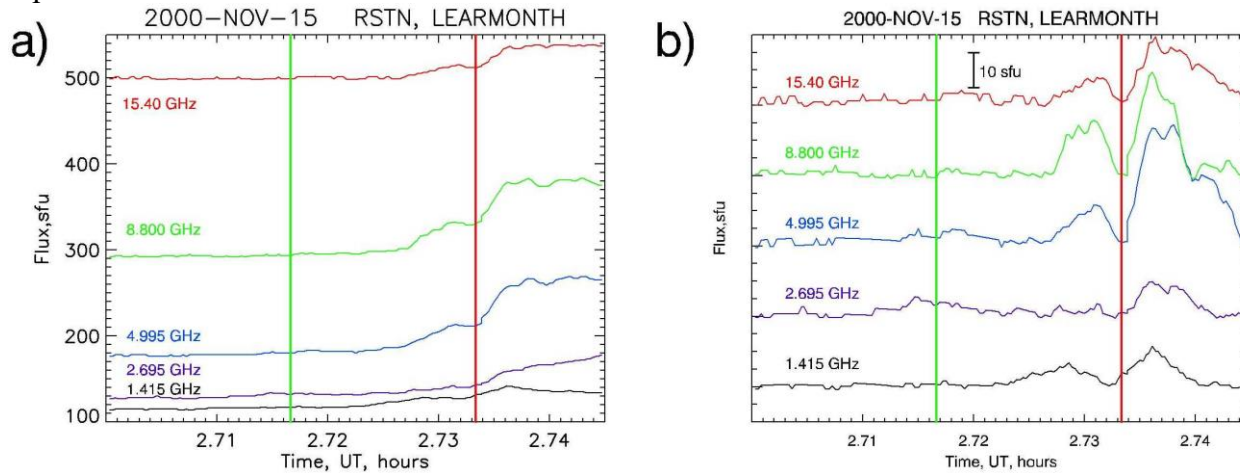 a)
2000-NOV-15 RSTN, LEARMONTH
Flux,sfu
500
400
300
200
100
15.40 GHz
8.800 GHz
4.995 GHz
2.695 GHz
1.415 GHz
2.71 2.72 2.73 2.74
Time, UT, hours
b)
2000-NOV-15 RSTN, LEARMONTH
Flux,sfu
10 sfu
15.40 GHz
8.800 GHz
4.995 GHz
2.695 GHz
1.415 GHz
2.71 2.72 2.73 2.74
Time, UT, hours